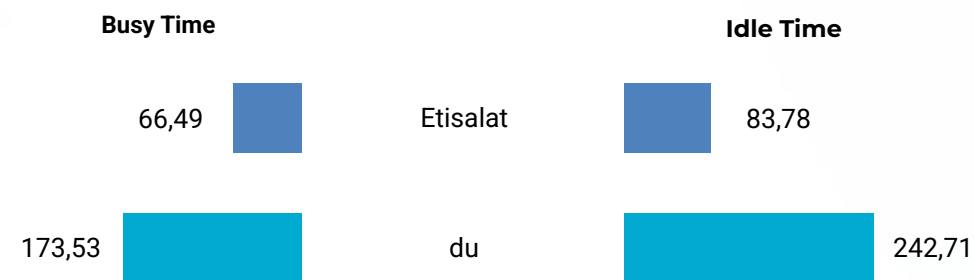 Busy Time
Idle Time
66,49 Etisalat 83,78
173,53 du 242,71